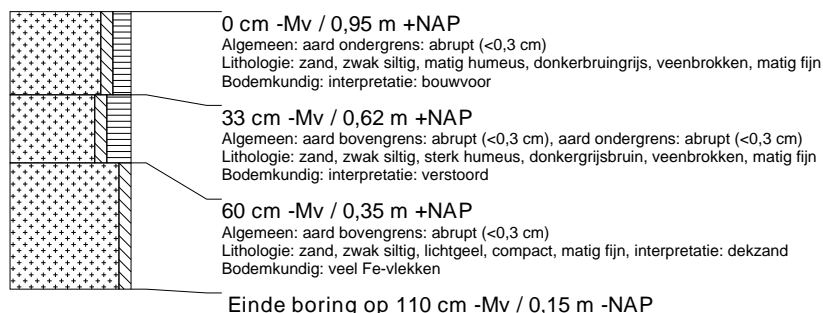 0 cm -Mv / 0,95 m +NAP
Algemeen: aard ondergrens: abrupt (<0,3 cm)
Lithologie: zand, zwak siltig, matig humeus, donkerbruingrijs, veenbrokken, matig fijn
Bodemkundig: interpretatie: bouwvoor
33 cm -Mv / 0,62 m +NAP
Algemeen: aard bovengrens: abrupt (<0,3 cm), aard ondergrens: abrupt (<0,3 cm)
Lithologie: zand, zwak siltig, sterk humeus, donkergrijsbruin, veenbrokken, matig fijn
Bodemkundig: interpretatie: verstoord
60 cm -Mv / 0,35 m +NAP
Algemeen: aard bovengrens: abrupt (<0,3 cm)
Lithologie: zand, zwak siltig, lichtgeel, compact, matig fijn, interpretatie: dekzand
Bodemkundig: veel Fe-vlekken
Einde boring op 110 cm -Mv / 0,15 m -NAP